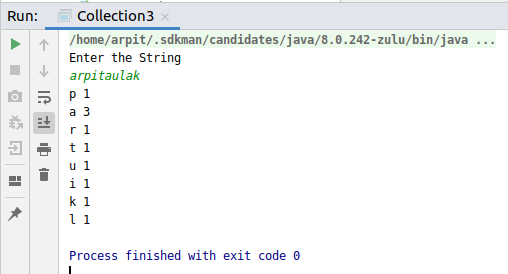 Run: Collection3
/home/arpit/.sdkman/candidates/java/8.0.242-zulu/bin/java ...
Enter the String
arpitaulak
p 1
a 3
r 1
t 1
u 1
i 1
k 1
l 1
Process finished with exit code 0